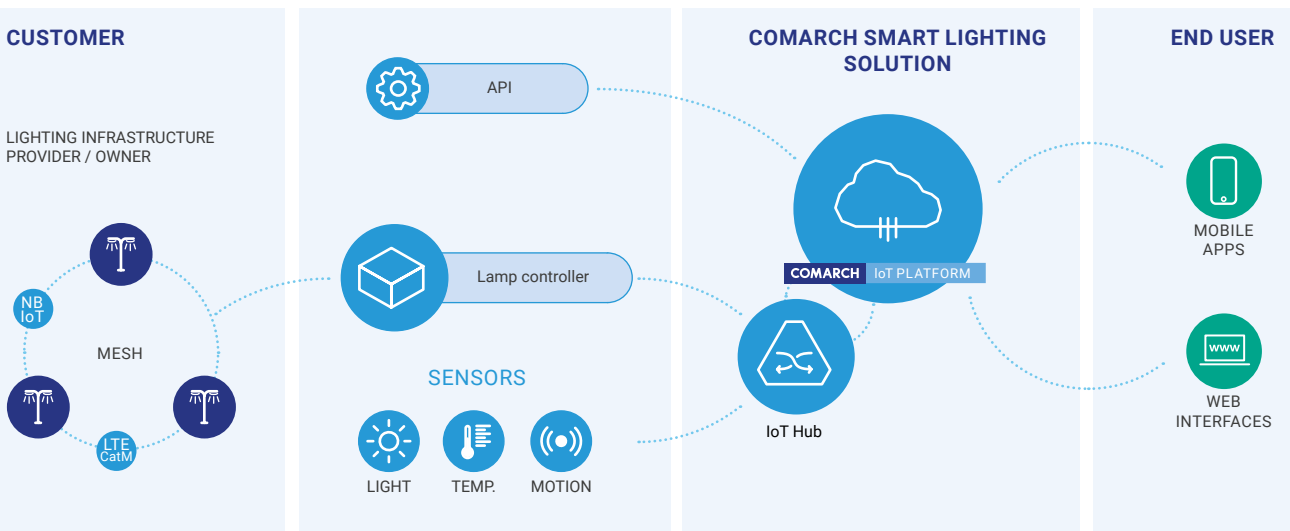 CUSTOMER
LIGHTING INFRASTRUCTURE
PROVIDER / OWNER
NB
IoT
MESH
LTE
CatM
API
Lamp controller
SENSORS
LIGHT
TEMP.
MOTION
COMARCH SMART LIGHTING
SOLUTION
COMARCH IoT PLATFORM
IoT Hub
END USER
MOBILE
APPS
www
WEB
INTERFACES